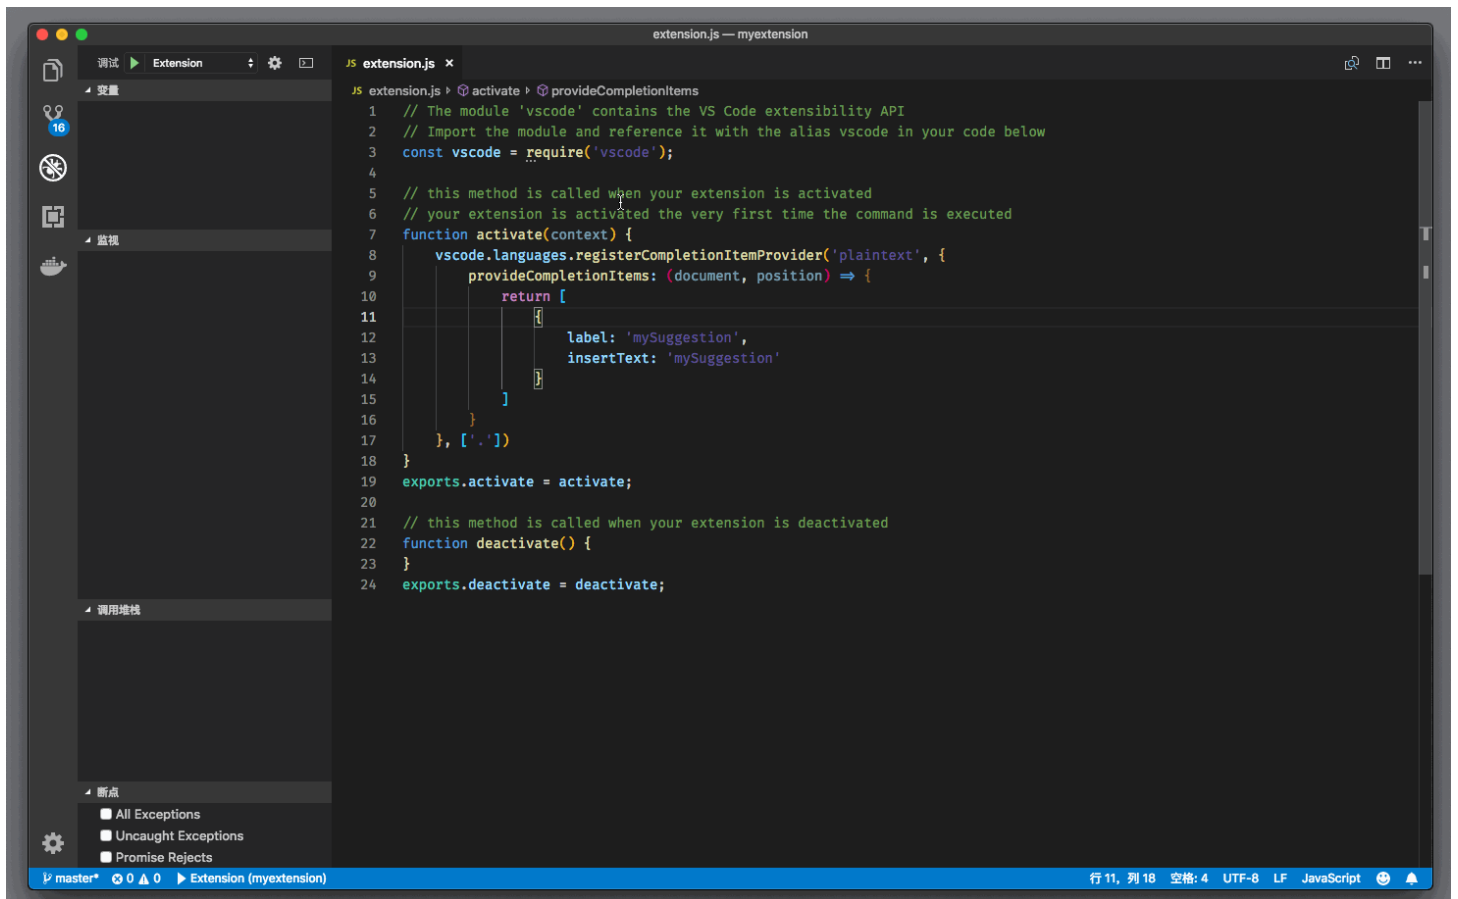 extension.js — myextension
调试 Extension
JS extension.js ×
变量
JS extension.js activate provideCompletionItems
1 // The module 'vscode' contains the VS Code extensibility API
2 // Import the module and reference it with the alias vscode in your code below
3 const vscode = require('vscode');
4
5 // this method is called when your extension is activated
6 // your extension is activated the very first time the command is executed
7 function activate(context) {
8 vscode.languages.registerCompletionItemProvider('plaintext', {
9 provideCompletionItems: (document, position) => {
10 return [
11 {
12 label: 'mySuggestion',
13 insertText: 'mySuggestion'
14 }
15 ]
16 }
17 }, ['.'])
18 }
19 exports.activate = activate;
20
21 // this method is called when your extension is deactivated
22 function deactivate() {
23 }
24 exports.deactivate = deactivate;
16
监视
调用堆栈
断点
All Exceptions
Uncaught Exceptions
Promise Rejects
master* 0 0 Extension (myextension) 行 11, 列 18 空格: 4 UTF-8 LF JavaScript